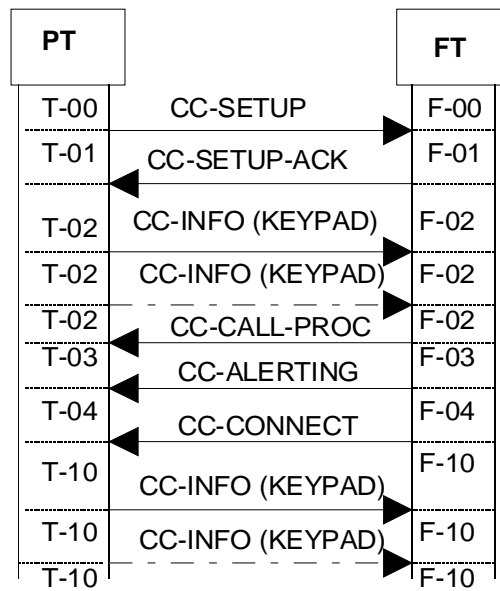 PT FT
T-00 CC-SETUP F-00
T-01 CC-SETUP-ACK F-01
T-02 CC-INFO (KEYPAD) F-02
T-02 CC-INFO (KEYPAD) F-02
T-02 CC-CALL-PROC F-02
T-03 CC-ALERTING F-03
T-04 CC-CONNECT F-04
T-10 CC-INFO (KEYPAD) F-10
T-10 CC-INFO (KEYPAD) F-10
T-10 F-10